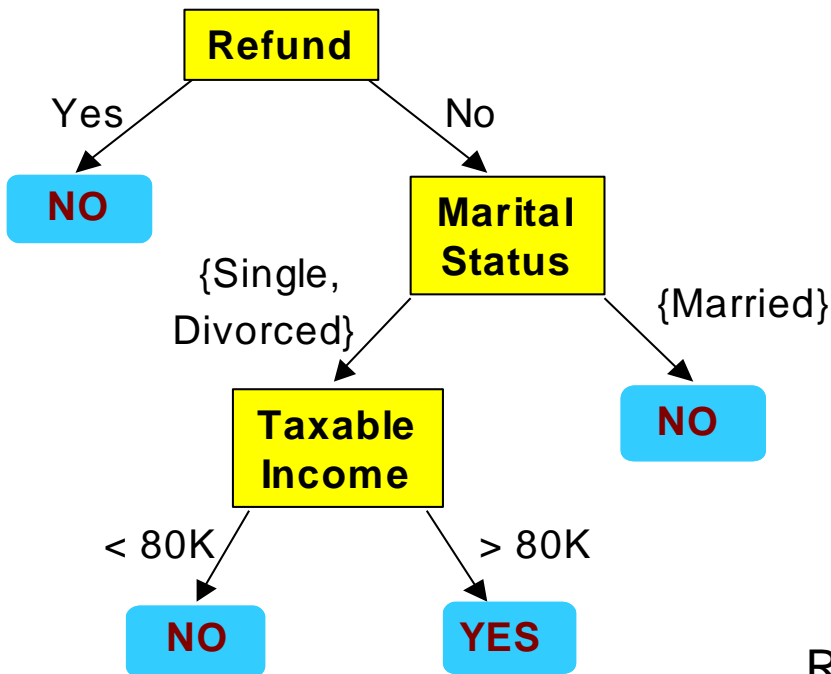 Refund
Yes
No
NO
Marital
Status
{Single,
Divorced}
{Married}
Taxable
Income
NO
< 80K
> 80K
NO
YES
R